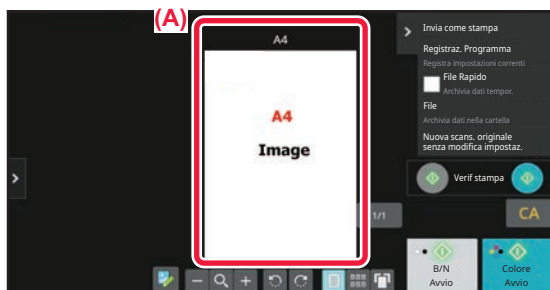 (A)
A4
A4
Image
Invia come stampa
Registraz. Programma
Registra impostazioni correnti
File Rapido
Archivia dati tempor.
File
Archivia dati nella cartella
Nuova scans. originale
senza modifica impostaz.
Verif stampa
1/1
CA
B/N
Avvio
Colore
Avvio